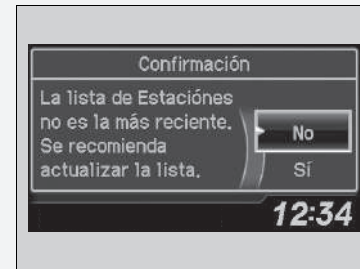 Confirmación
La lista de Estaciónes
no es la más reciente.
Se recomienda
actualizar la lista.
No
Sí
12:34